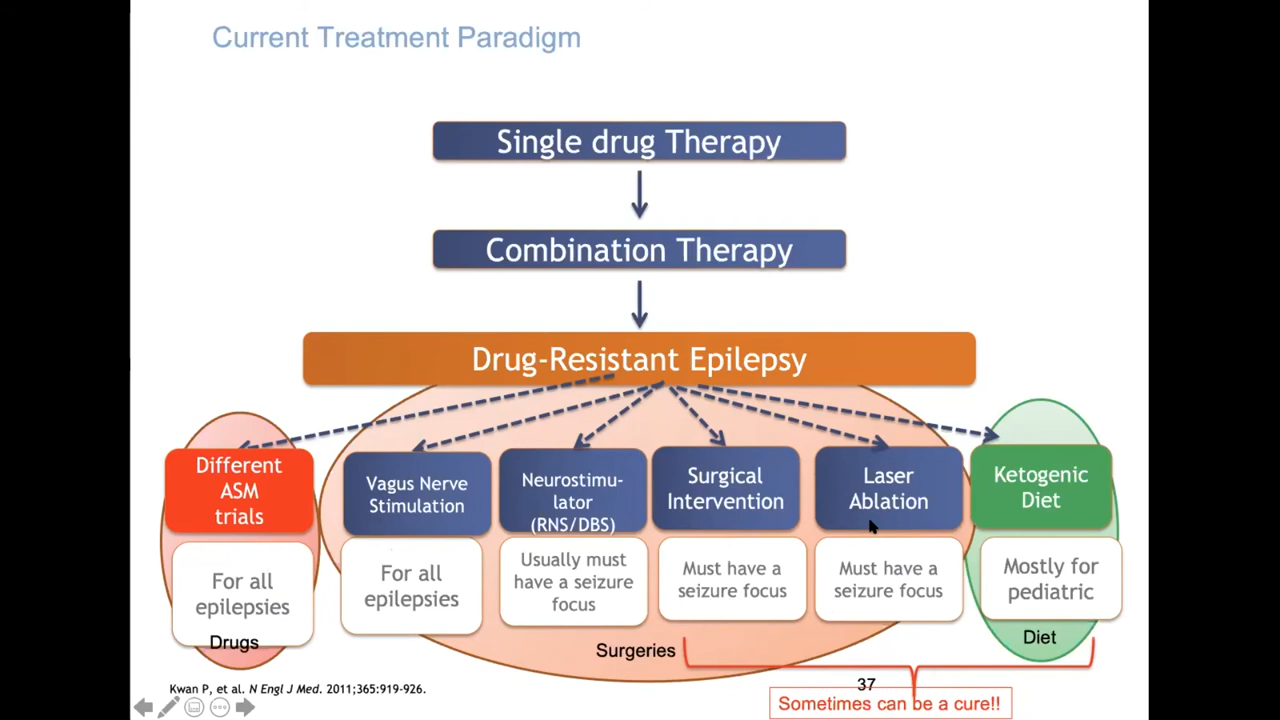 Current Treatment Paradigm
Single drug Therapy
Combination Therapy
Drug-Resistant Epilepsy
Different
ASM
trials
For all
epilepsies
Drugs
Vagus Nerve
Stimulation
For all
epilepsies
Neurostimu-
lator
(RNS/DBS)
Usually must
have a seizure
focus
Surgical
Intervention
Must have a
seizure focus
Laser
Ablation
Must have a
seizure focus
Ketogenic
Diet
Mostly for
pediatric
Diet
Surgeries
37
Sometimes can be a cure!!
Kwan P, et al. N Engl J Med. 2011;365:919-926.